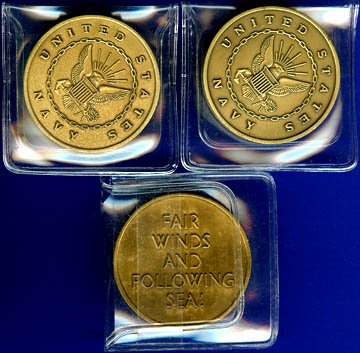 UNITED STATES NAVY
UNITED STATES NAVY
FAIR
WINDS
AND
FOLLOWING
SEAS